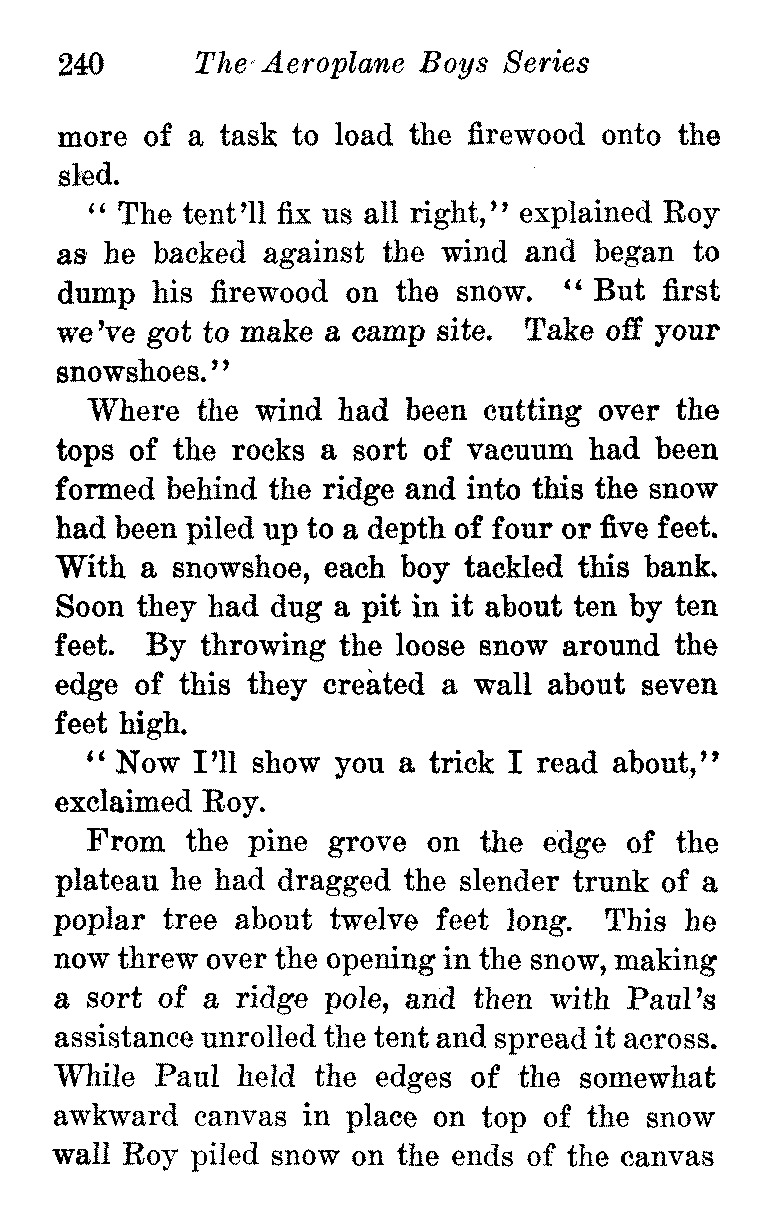 240 The Aeroplane Boys Series
more of a task to load the firewood onto the
sled.
“ The tent’ll fix us all right,” explained Roy
as he backed against the wind and began to
dump his firewood on the snow. “ But first
we’ve got to make a camp site. Take off your
snowshoes.”
Where the wind had been cutting over the
tops of the rocks a sort of vacuum had been
formed behind the ridge and into this the snow
had been piled up to a depth of four or five feet.
With a snowshoe, each boy tackled this bank.
Soon they had dug a pit in it about ten by ten
feet. By throwing the loose snow around the
edge of this they created a wall about seven
feet high.
“ Now I’ll show you a trick I read about,”
exclaimed Roy.
From the pine grove on the edge of the
plateau he had dragged the slender trunk of a
poplar tree about twelve feet long. This he
now threw over the opening in the snow, making
a sort of a ridge pole, and then with Paul’s
assistance unrolled the tent and spread it across.
While Paul held the edges of the somewhat
awkward canvas in place on top of the snow
wall Roy piled snow on the ends of the canvas